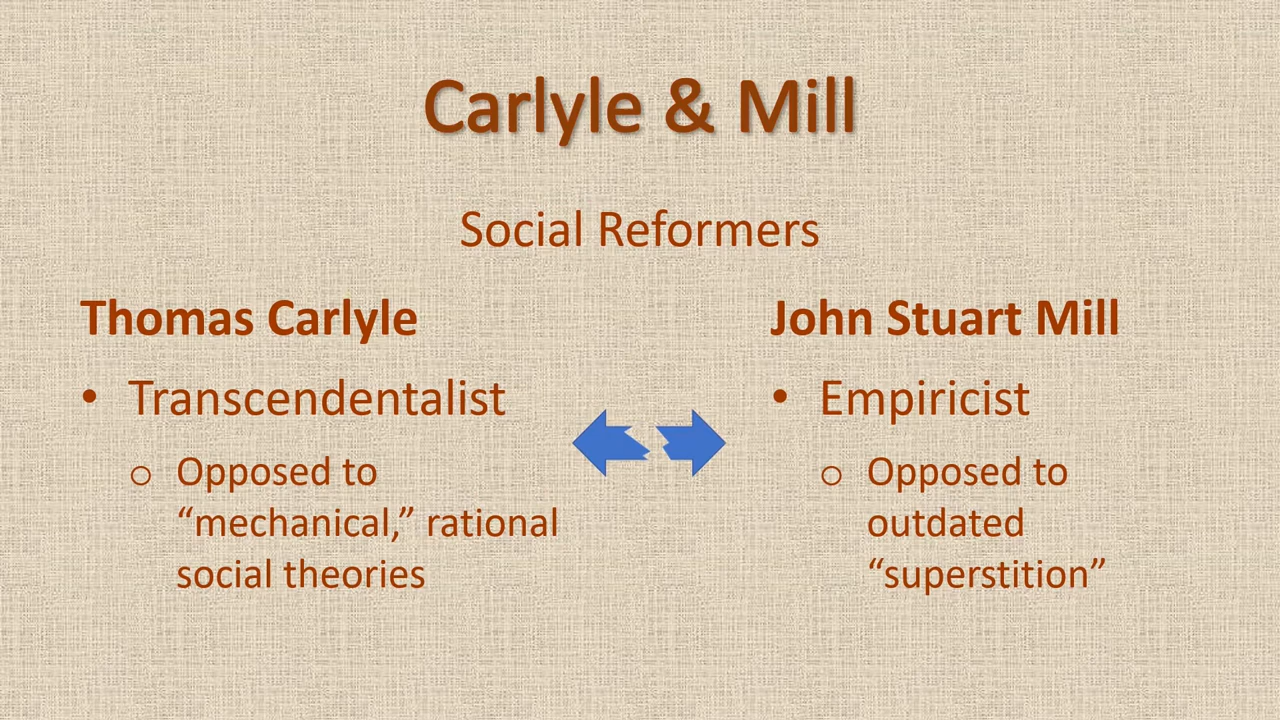 Carlyle & Mill
Social Reformers
Thomas Carlyle
• Transcendentalist
o Opposed to
“mechanical,” rational
social theories
John Stuart Mill
• Empiricist
o Opposed to
outdated
“superstition”